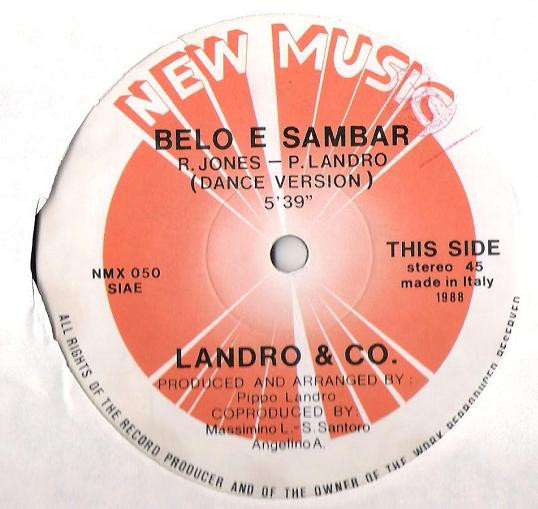 NEW MUSIC
BELO E SAMBAR
R. JONES – P. LANDRO
(DANCE VERSION)
5'39"
THIS SIDE
stereo 45
made in Italy
1988
NMX 050
SIAE
LANDRO & CO.
PRODUCED AND ARRANGED BY:
Pippo Landro
COPRODUCED BY:
Massimino L.-S. Santoro
Angelino A.
ALL RIGHTS OF THE RECORD PRODUCER AND OF THE OWNER OF THE WORK REPRODUCED RESERVED